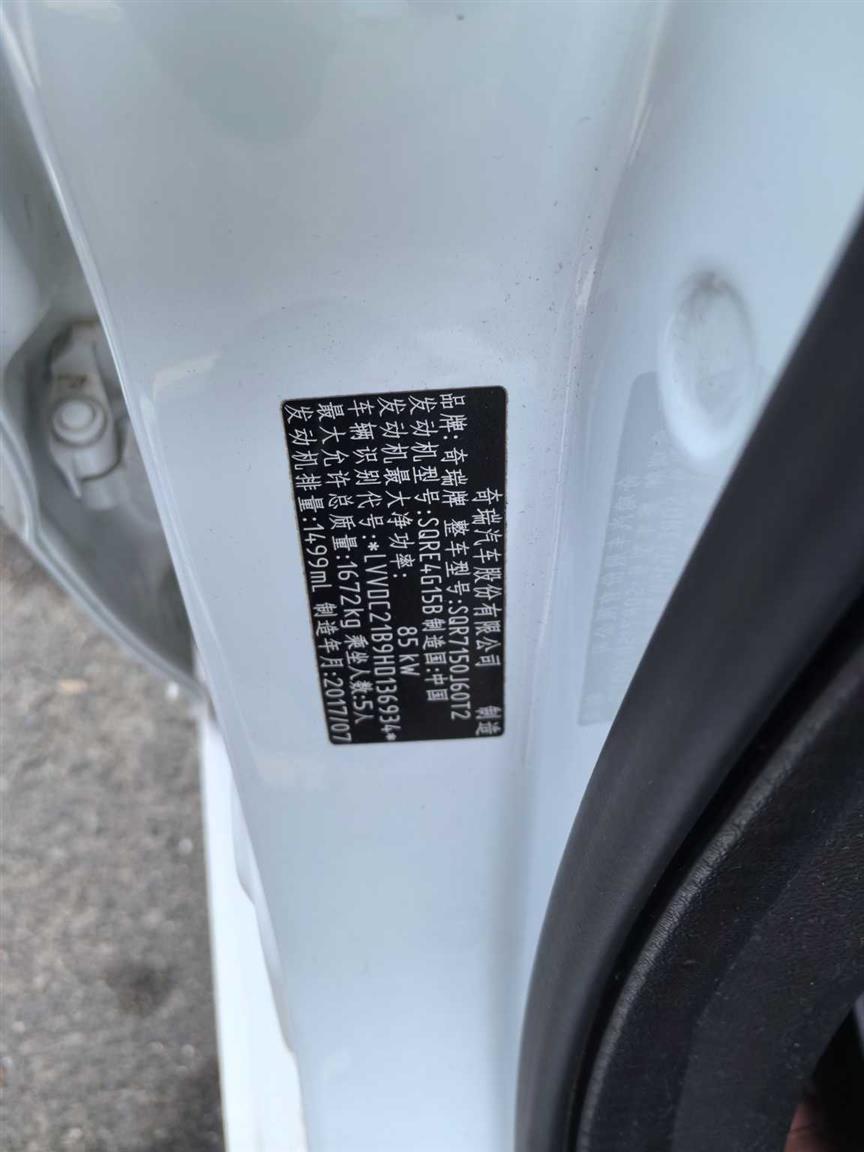 奇瑞汽车股份有限公司 制造
品牌:奇瑞牌 整车型号:SQR7150J60T2
发动机型号:SQRE4G15B 制造国:中国
发动机最大净功率: 85kW
车辆识别代号:*LVVDC21B9HD136934*
最大允许总质量:1672kg 乘坐人数:5人
发动机排量:1499mL 制造年月:2017/07